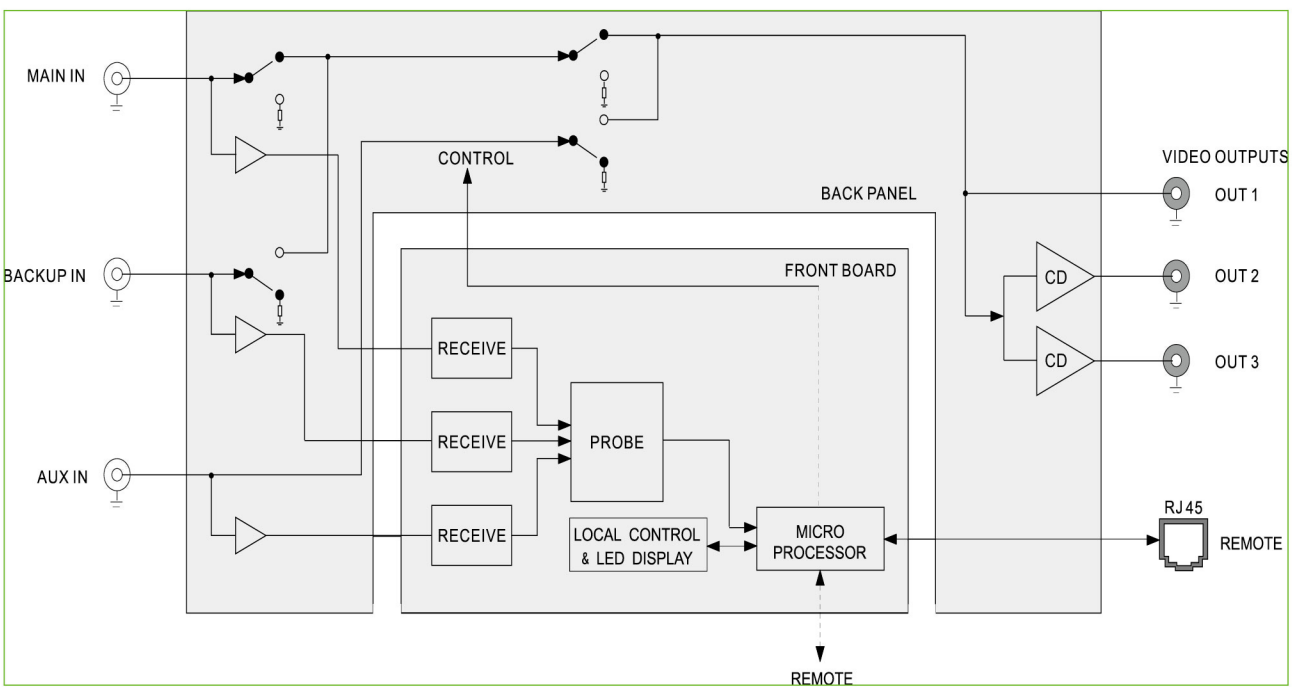 MAIN IN
CONTROL
VIDEO OUTPUTS
BACK PANEL
OUT 1
BACKUP IN
FRONT BOARD
CD
OUT 2
RECEIVE
CD
OUT 3
RECEIVE
PROBE
AUX IN
RJ45
RECEIVE
LOCAL CONTROL
& LED DISPLAY
MICRO
PROCESSOR
REMOTE
REMOTE